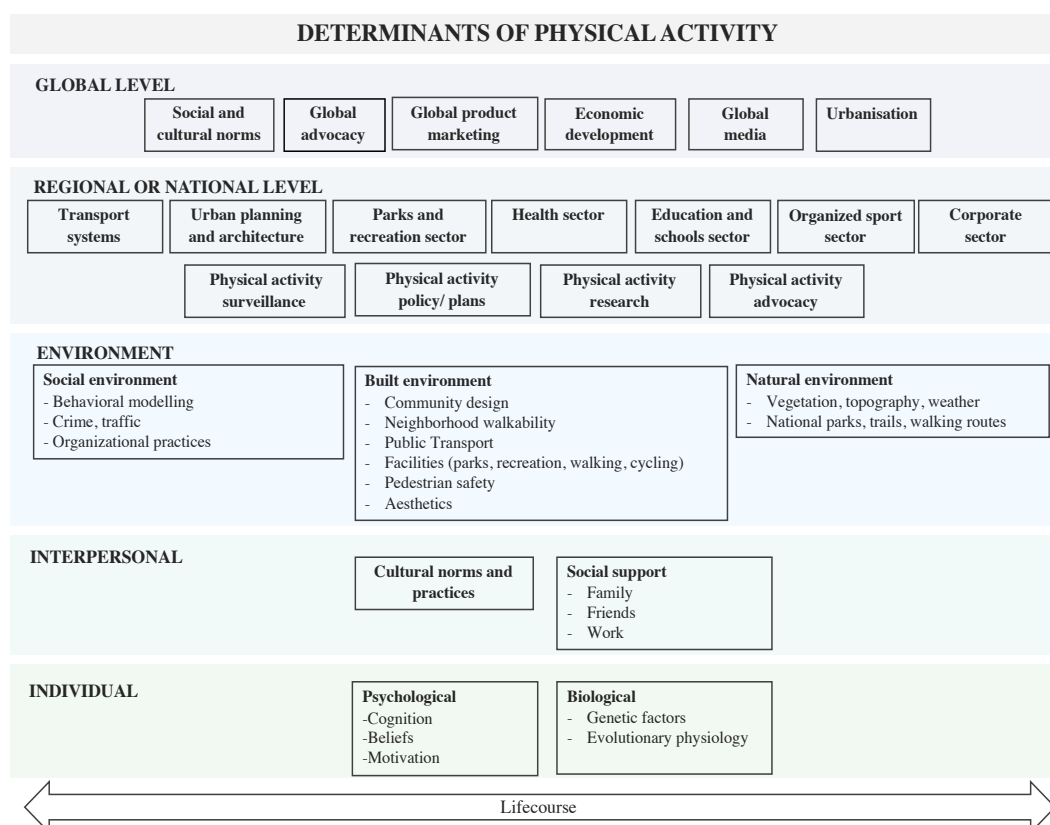 DETERMINANTS OF PHYSICAL ACTIVITY
GLOBAL LEVEL
Social and
cultural norms
Global
advocacy
Global product
marketing
Economic
development
Global
media
Urbanisation
REGIONAL OR NATIONAL LEVEL
Transport
systems
Urban planning
and architecture
Parks and
recreation sector
Health sector
Education and
schools sector
Organized sport
sector
Corporate
sector
Physical activity
surveillance
Physical activity
policy/ plans
Physical activity
research
Physical activity
advocacy
ENVIRONMENT
Social environment
- Behavioral modelling
- Crime, traffic
- Organizational practices
Built environment
- Community design
- Neighborhood walkability
- Public Transport
- Facilities (parks, recreation, walking, cycling)
- Pedestrian safety
- Aesthetics
Natural environment
- Vegetation, topography, weather
- National parks, trails, walking routes
INTERPERSONAL
Cultural norms and
practices
Social support
- Family
- Friends
- Work
INDIVIDUAL
Psychological
-Cognition
-Beliefs
-Motivation
Biological
- Genetic factors
- Evolutionary physiology
Lifecourse